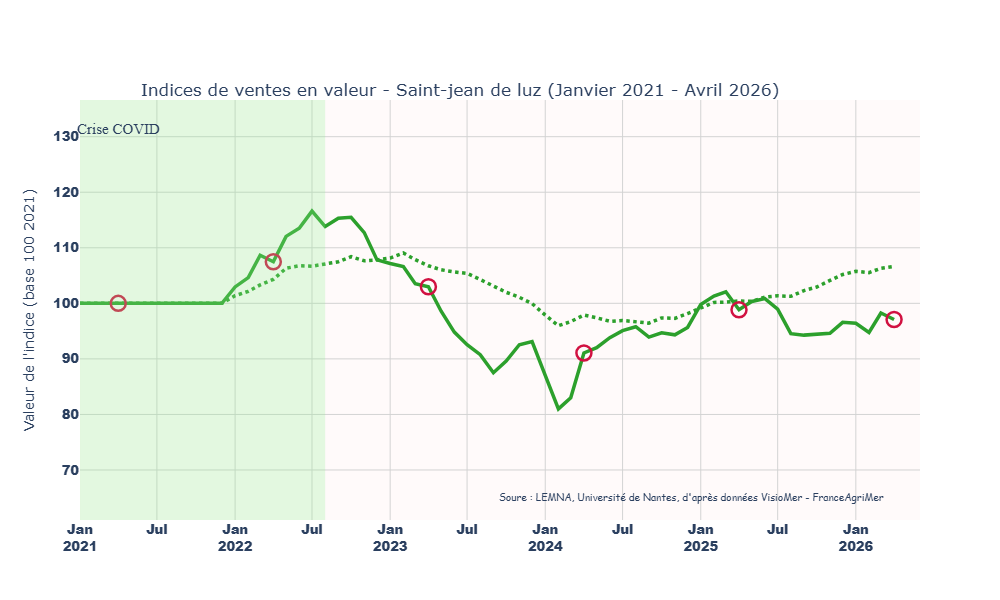 Indices de ventes en valeur - Saint-jean de luz (Janvier 2021 - Avril 2026)
Crise COVID
130
120
110
100
90
80
70
Valeur de l'indice (base 100 2021)
Soure : LEMNA, Université de Nantes, d'après données VisioMer - FranceAgriMer
Jan Jul Jan Jul Jan Jul Jan Jul Jan Jul Jan
2021 2022 2023 2024 2025 2026